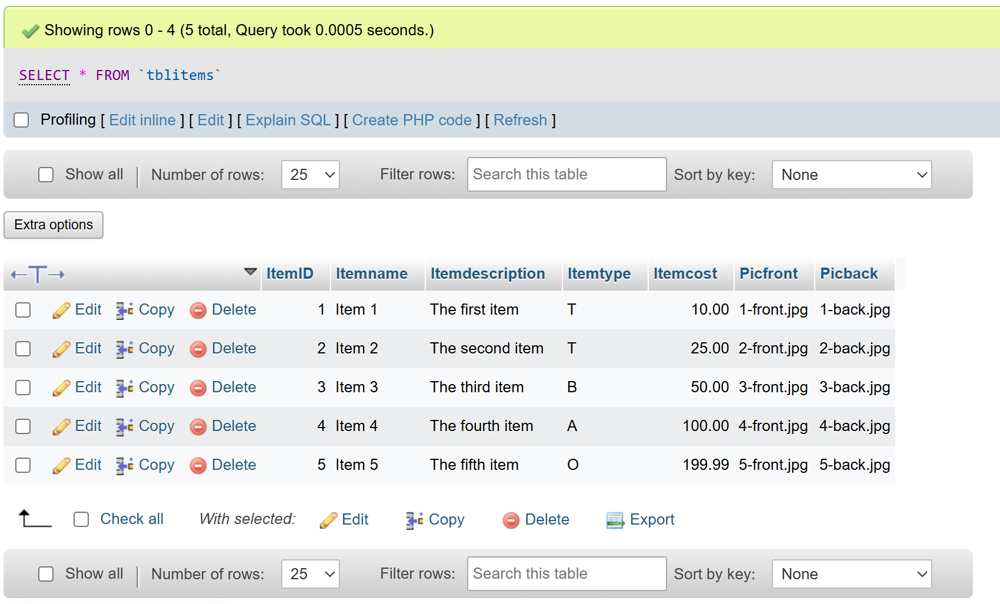 Showing rows 0 - 4 (5 total, Query took 0.0005 seconds.)
SELECT * FROM `tblitems`
Profiling [ Edit inline ] [ Edit ] [ Explain SQL ] [ Create PHP code ] [ Refresh ]
Show all Number of rows: 25 Filter rows: Search this table Sort by key: None
Extra options
ItemID Itemname Itemdescription Itemtype Itemcost Picfront Picback
Edit Copy Delete 1 Item 1 The first item T 10.00 1-front.jpg 1-back.jpg
Edit Copy Delete 2 Item 2 The second item T 25.00 2-front.jpg 2-back.jpg
Edit Copy Delete 3 Item 3 The third item B 50.00 3-front.jpg 3-back.jpg
Edit Copy Delete 4 Item 4 The fourth item A 100.00 4-front.jpg 4-back.jpg
Edit Copy Delete 5 Item 5 The fifth item O 199.99 5-front.jpg 5-back.jpg
Check all With selected: Edit Copy Delete Export
Show all Number of rows: 25 Filter rows: Search this table Sort by key: None